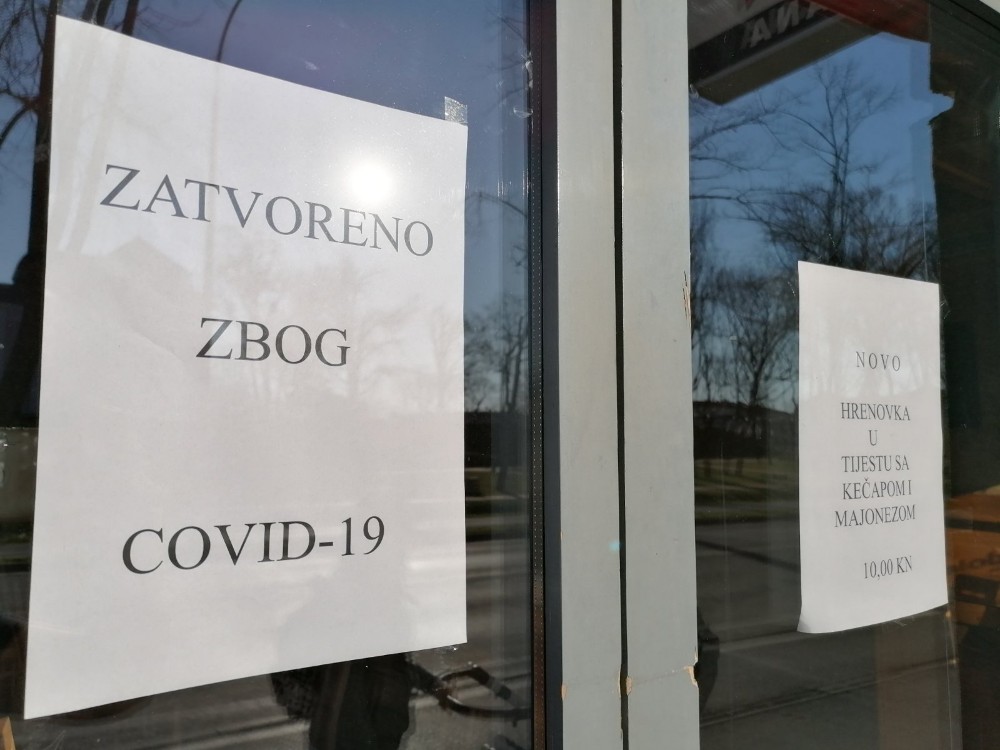 ZATVORENO
ZBOG
COVID-19
NOVO
HRENOVKA
U
TIJESTU SA
KEČAPOM I
MAJONEZOM
10,00 KN